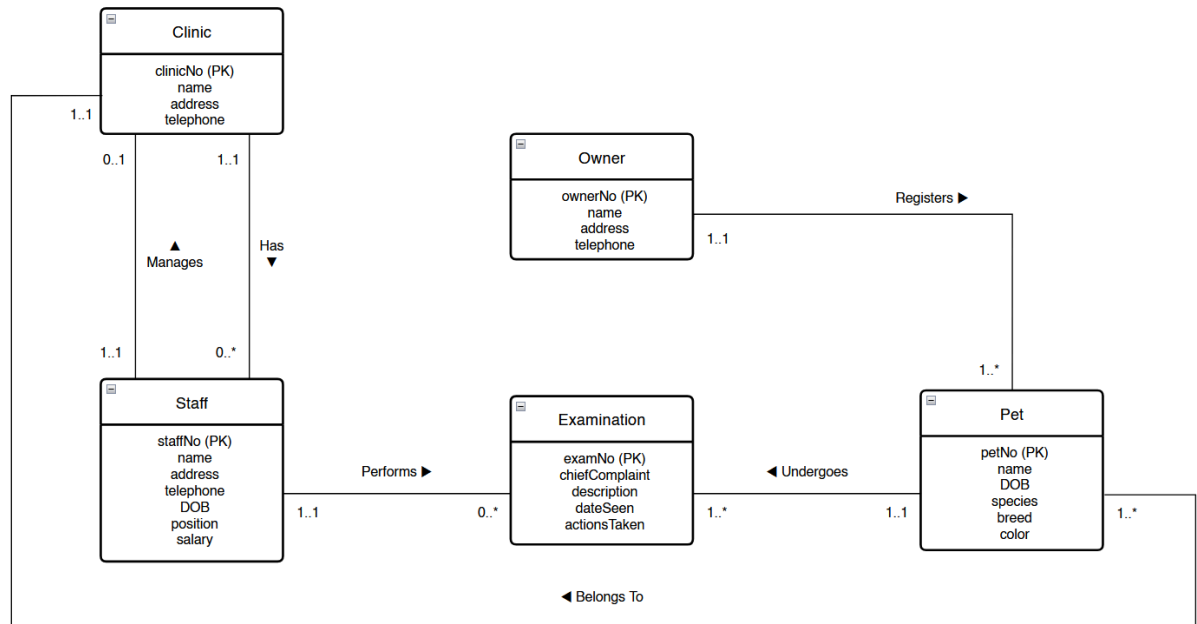 Clinic
clinicNo (PK)
name
address
telephone
1..1
0..1
1..1
▲
Manages
Has
▼
1..1
0..*
Owner
ownerNo (PK)
name
address
telephone
Registers ▶
1..1
1..*
Staff
staffNo (PK)
name
address
telephone
DOB
position
salary
Performs ▶
1..1
0..*
Examination
examNo (PK)
chiefComplaint
description
dateSeen
actionsTaken
◀ Undergoes
1..*
1..1
Pet
petNo (PK)
name
DOB
species
breed
color
1..*
◀ Belongs To